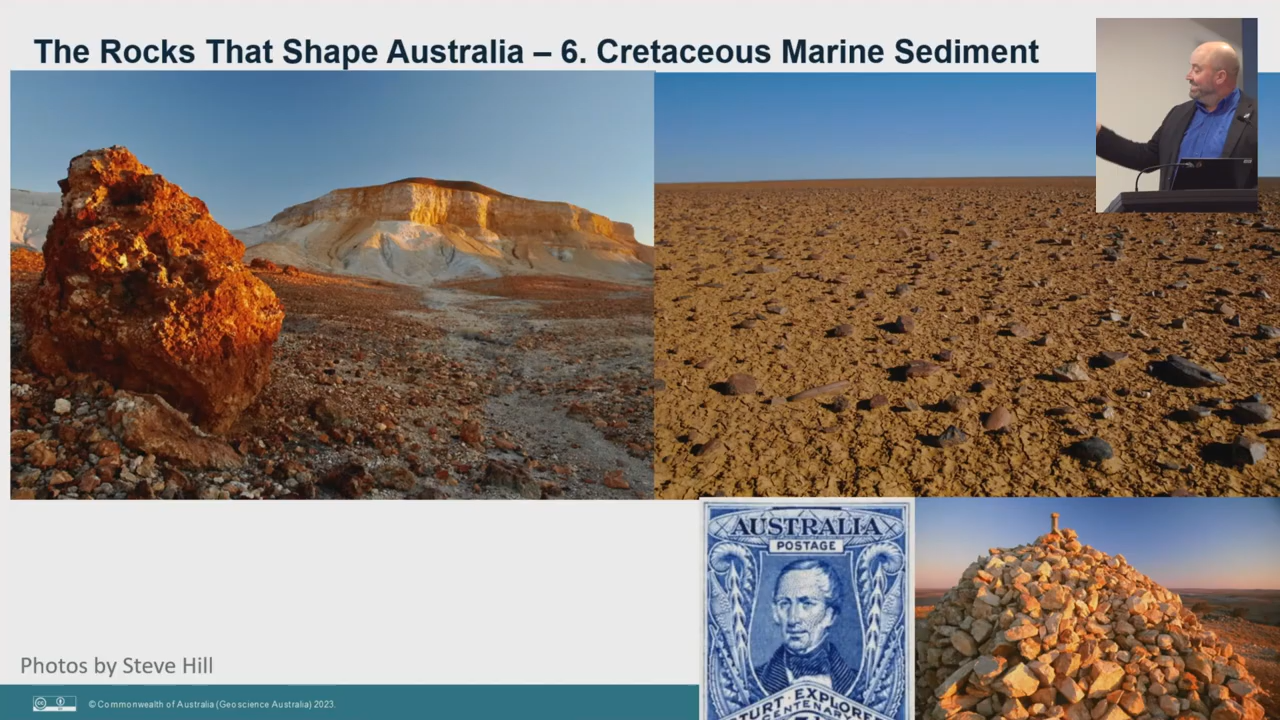 The Rocks That Shape Australia – 6. Cretaceous Marine Sediment
AUSTRALIA
POSTAGE
STURT·EXPLORER
CENTENARY
Photos by Steve Hill
© Commonwealth of Australia (Geoscience Australia) 2023.